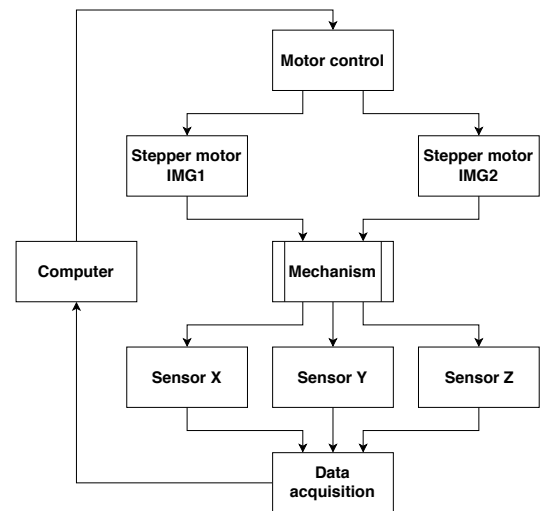 Motor control
Stepper motor
IMG1
Stepper motor
IMG2
Computer
Mechanism
Sensor X
Sensor Y
Sensor Z
Data
acquisition